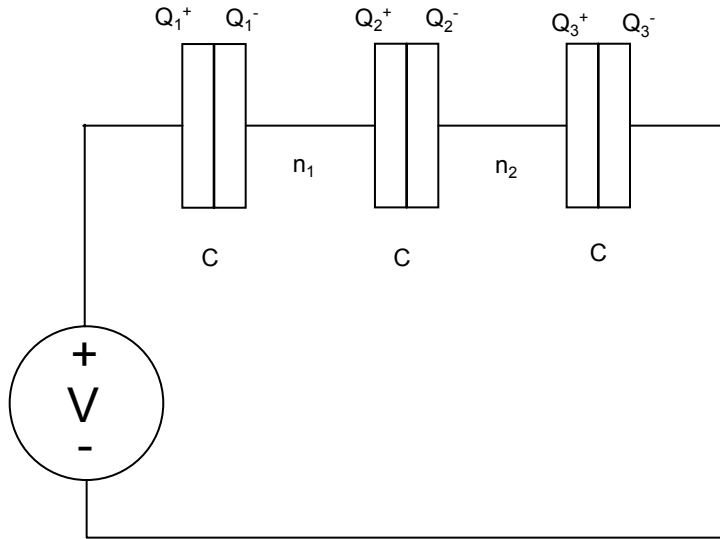 Q₁⁺ Q₁⁻ Q₂⁺ Q₂⁻ Q₃⁺ Q₃⁻
n₁ n₂
C C C
+
V
-